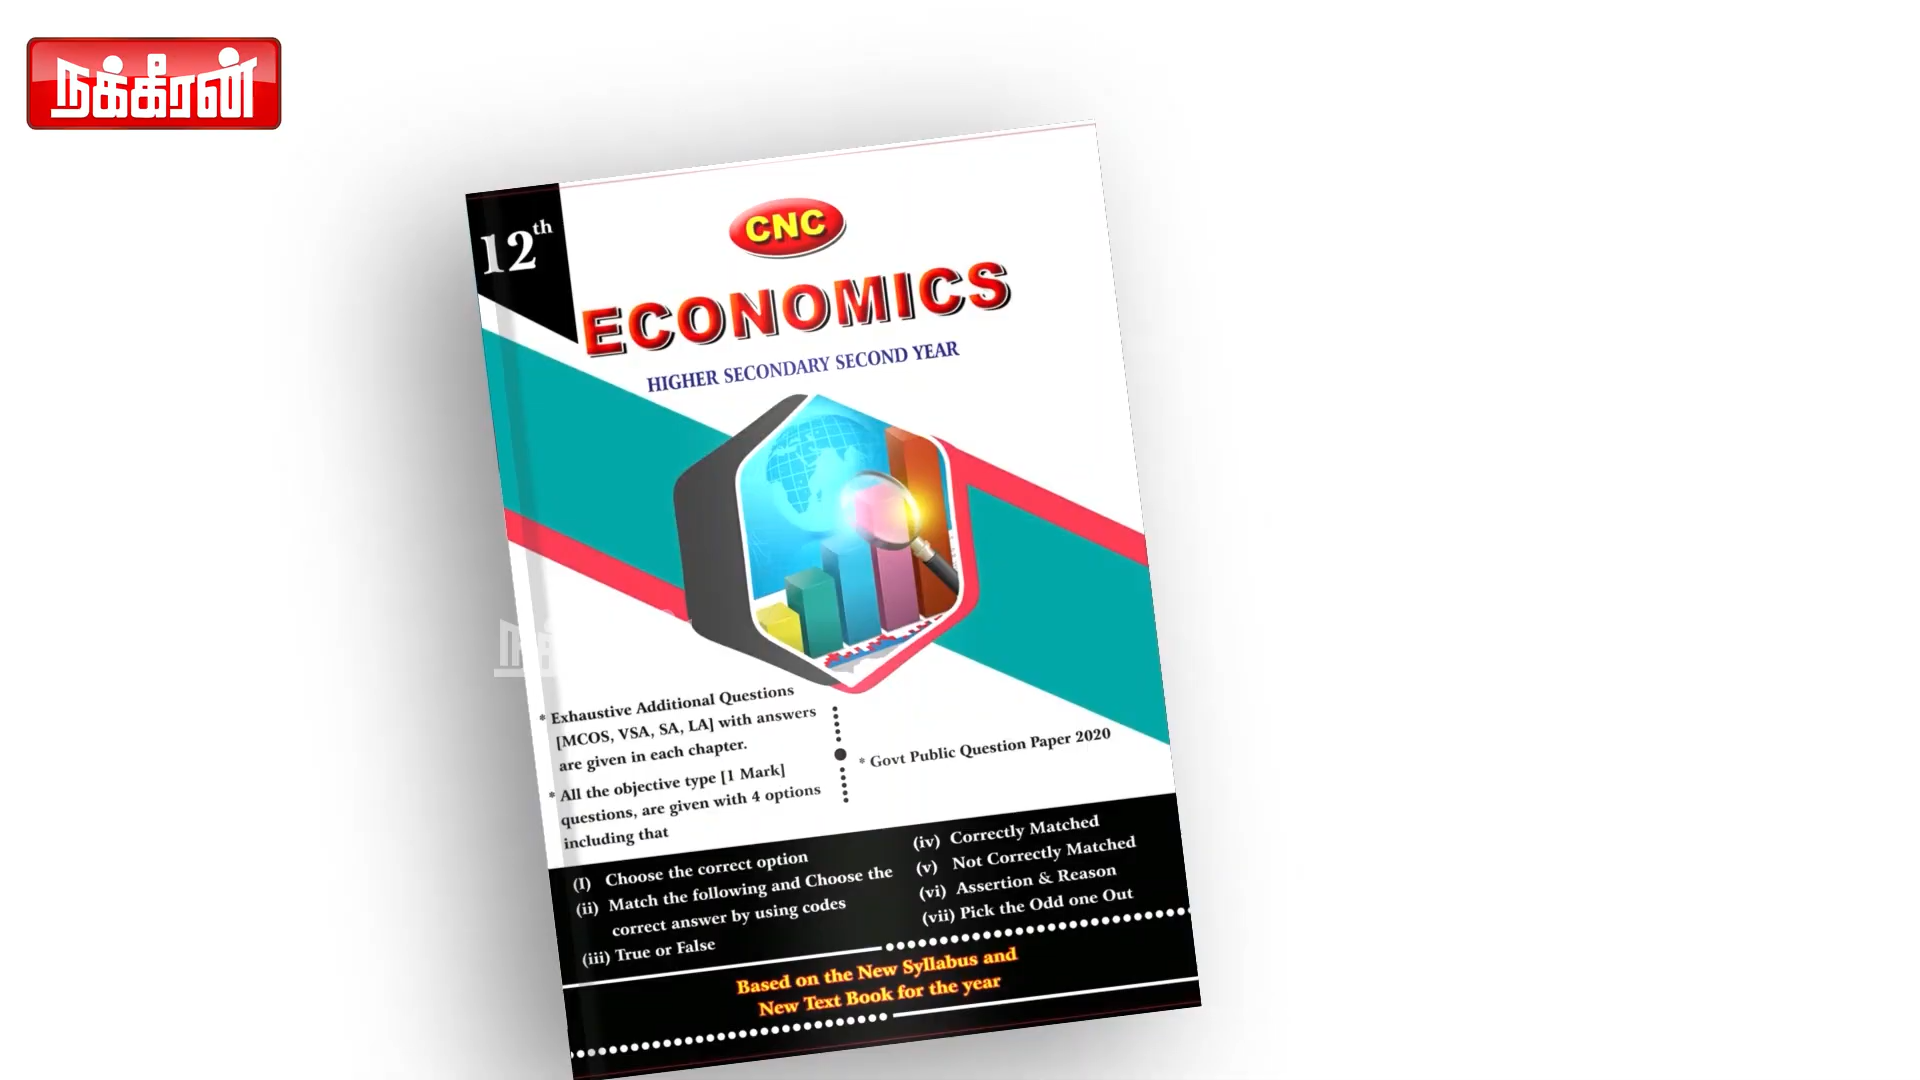 நக்கீரன்
12th
CNC
ECONOMICS
HIGHER SECONDARY SECOND YEAR
* Exhaustive Additional Questions
[MCOS, VSA, SA, LA] with answers
are given in each chapter.
* All the objective type [1 Mark]
questions, are given with 4 options
including that
* Govt Public Question Paper 2020
(I) Choose the correct option
(ii) Match the following and Choose the
correct answer by using codes
(iii) True or False
(iv) Correctly Matched
(v) Not Correctly Matched
(vi) Assertion & Reason
(vii) Pick the Odd one Out
Based on the New Syllabus and
New Text Book for the year